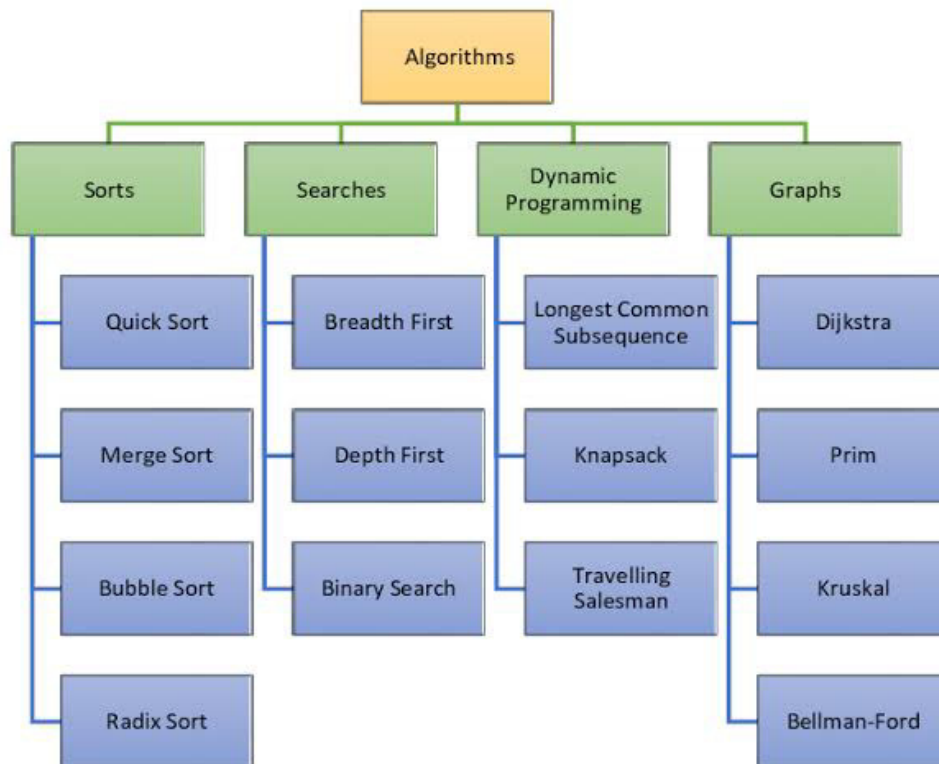 Algorithms
Sorts
Searches
Dynamic
Programming
Graphs
Quick Sort
Merge Sort
Bubble Sort
Radix Sort
Breadth First
Depth First
Binary Search
Longest Common
Subsequence
Knapsack
Travelling
Salesman
Dijkstra
Prim
Kruskal
Bellman-Ford